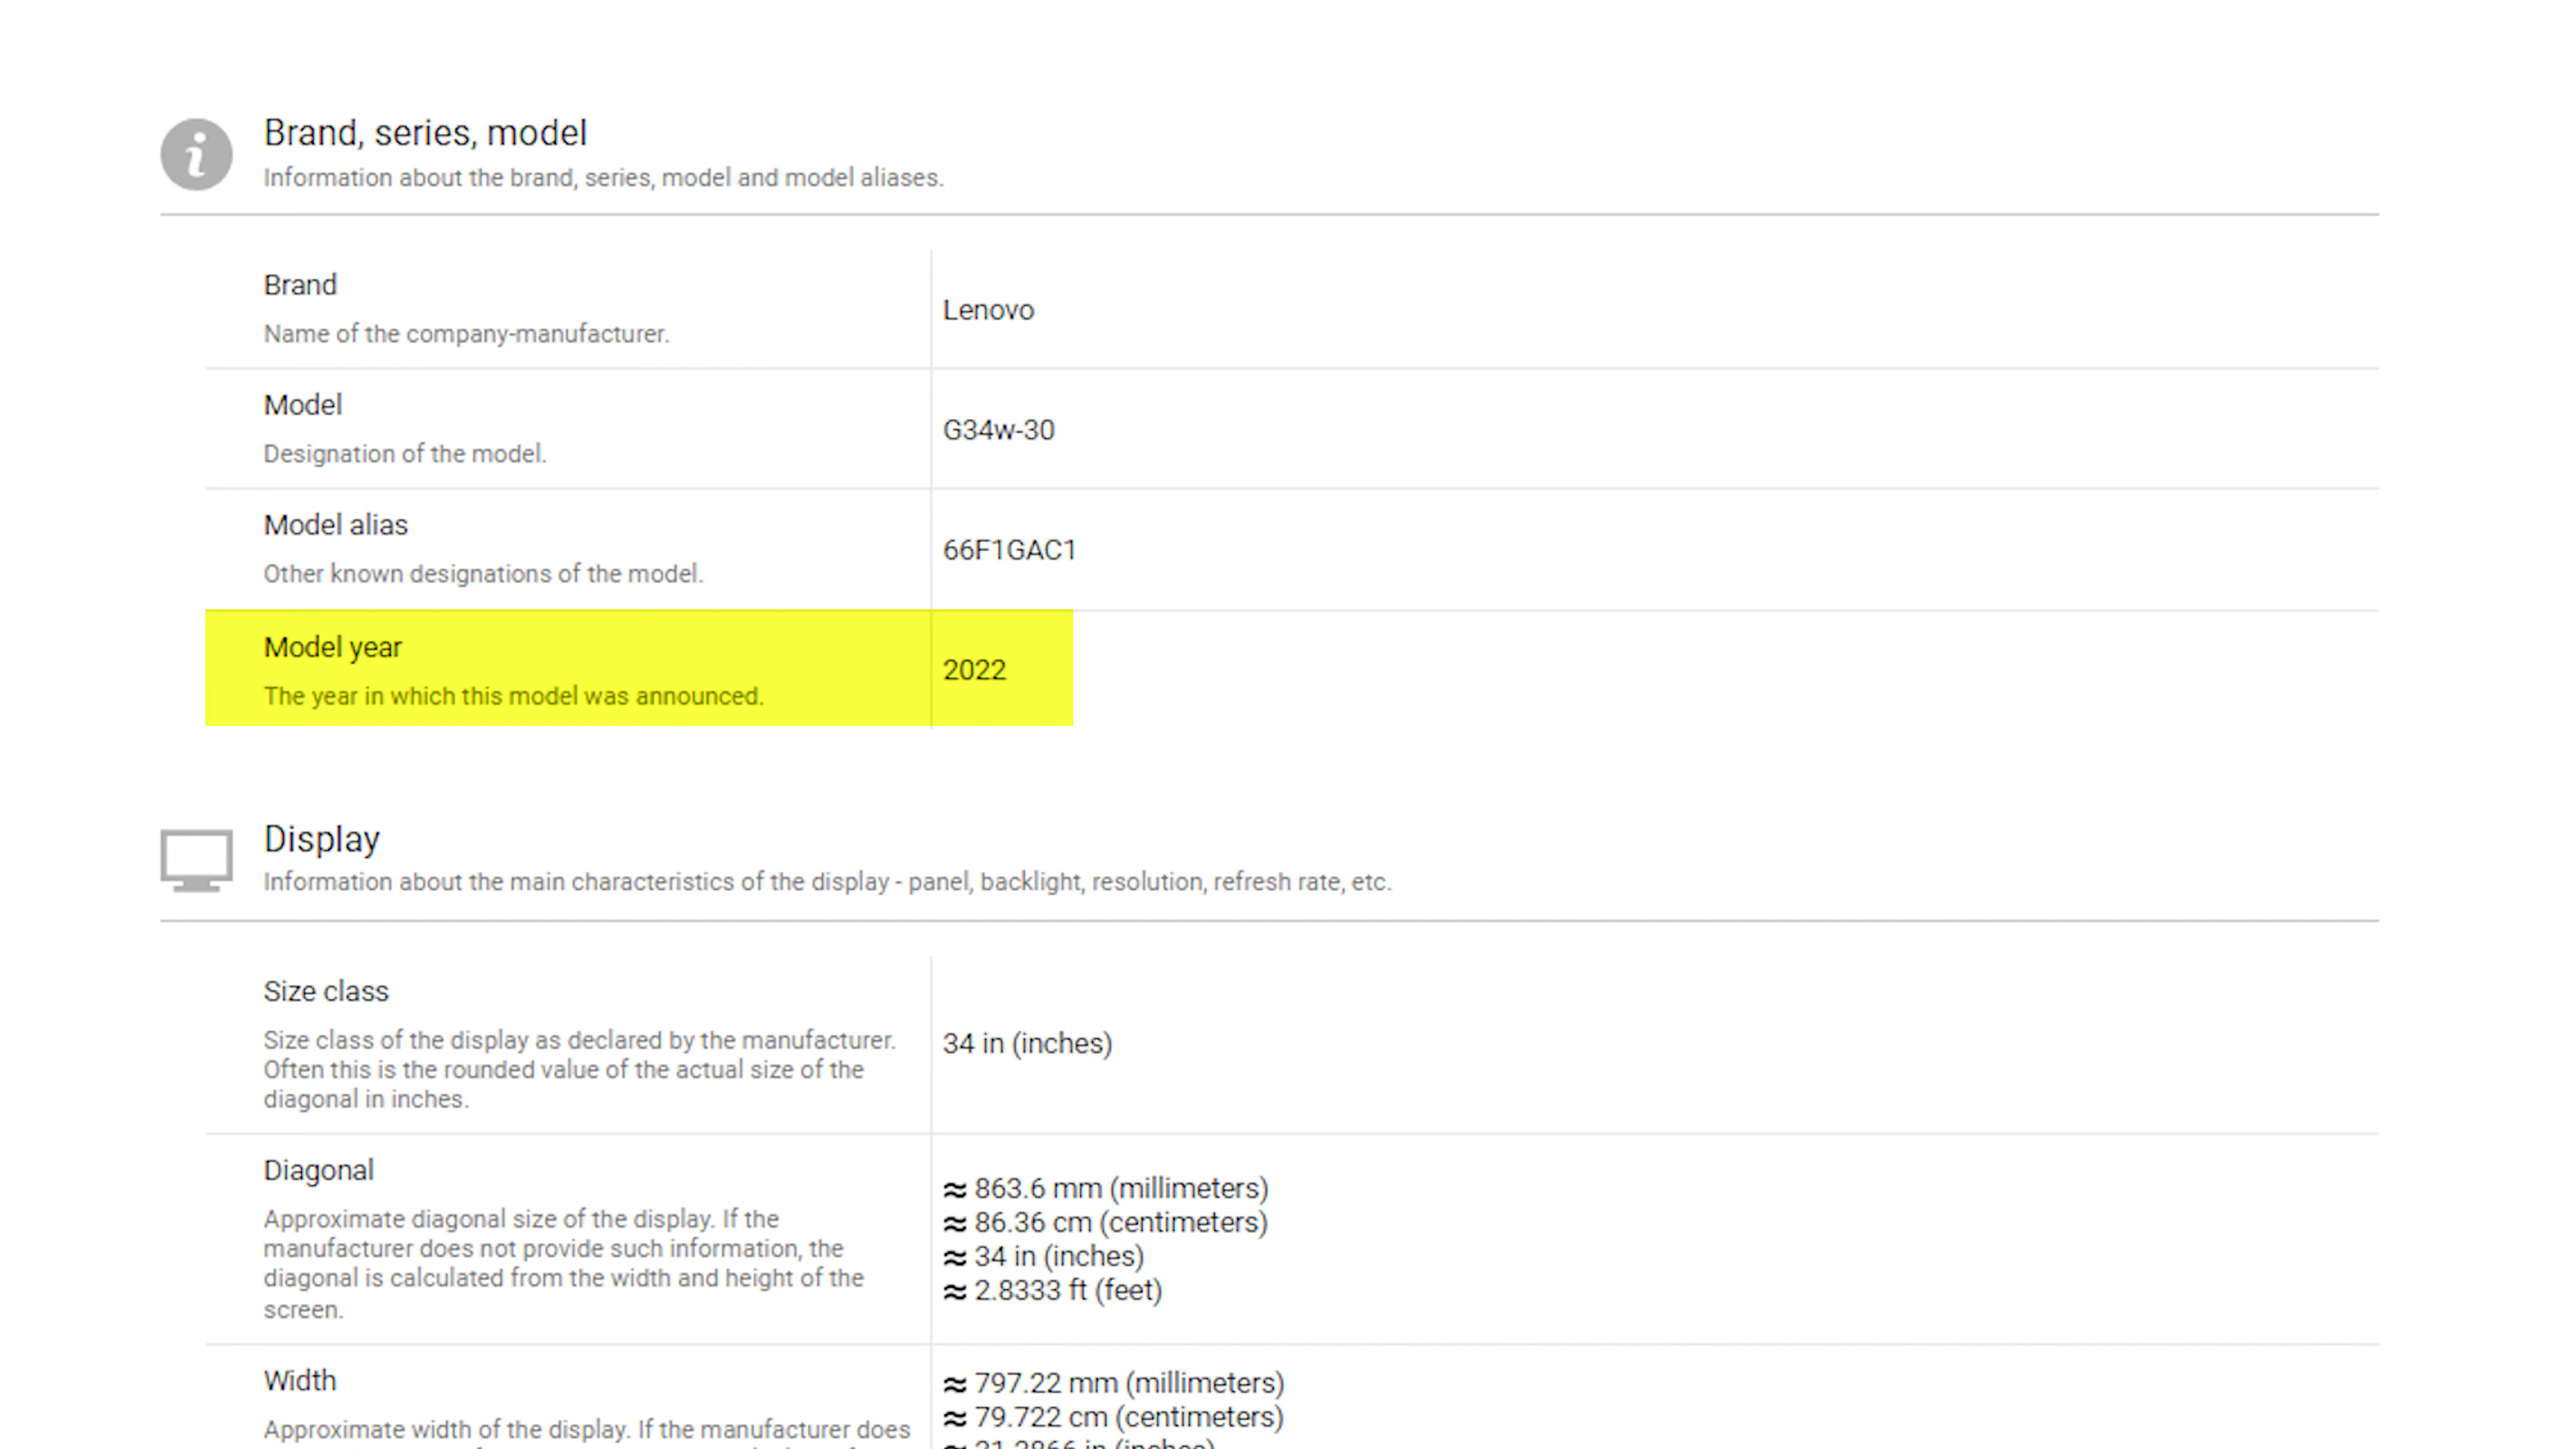 Brand, series, model
Information about the brand, series, model and model aliases.
Brand
Name of the company-manufacturer.
Lenovo
Model
Designation of the model.
G34w-30
Model alias
Other known designations of the model.
66F1GAC1
Model year
The year in which this model was announced.
2022
Display
Information about the main characteristics of the display - panel, backlight, resolution, refresh rate, etc.
Size class
Size class of the display as declared by the manufacturer.
Often this is the rounded value of the actual size of the
diagonal in inches.
34 in (inches)
Diagonal
Approximate diagonal size of the display. If the
manufacturer does not provide such information, the
diagonal is calculated from the width and height of the
screen.
≈ 863.6 mm (millimeters)
≈ 86.36 cm (centimeters)
≈ 34 in (inches)
≈ 2.8333 ft (feet)
Width
Approximate width of the display. If the manufacturer does
≈ 797.22 mm (millimeters)
≈ 79.722 cm (centimeters)
≈ 31.3866 in (inches)